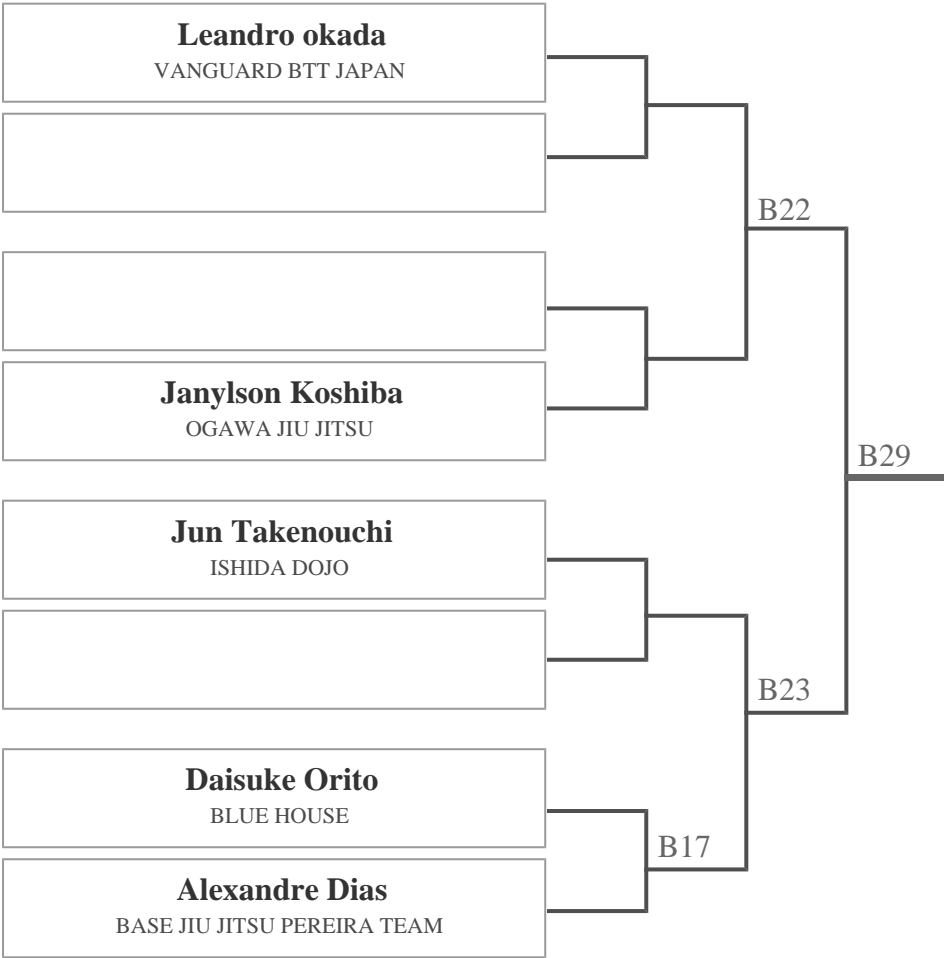 Leandro okada
VANGUARD BTT JAPAN
B22
Janylson Koshiba
OGAWA JIU JITSU
B29
Jun Takenouchi
ISHIDA DOJO
B23
Daisuke Orito
BLUE HOUSE
B17
Alexandre Dias
BASE JIU JITSU PEREIRA TEAM